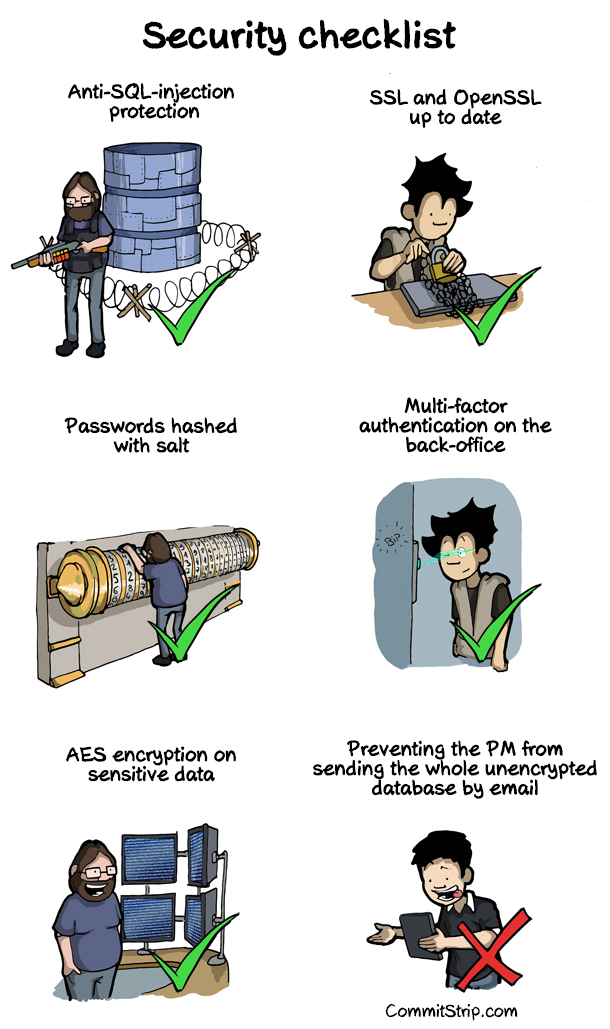 Security checklist
Anti-SQL-injection
protection
SSL and OpenSSL
up to date
Passwords hashed
with salt
Multi-factor
authentication on the
back-office
BiP
AES encryption on
sensitive data
Preventing the PM from
sending the whole unencrypted
database by email
CommitStrip.com